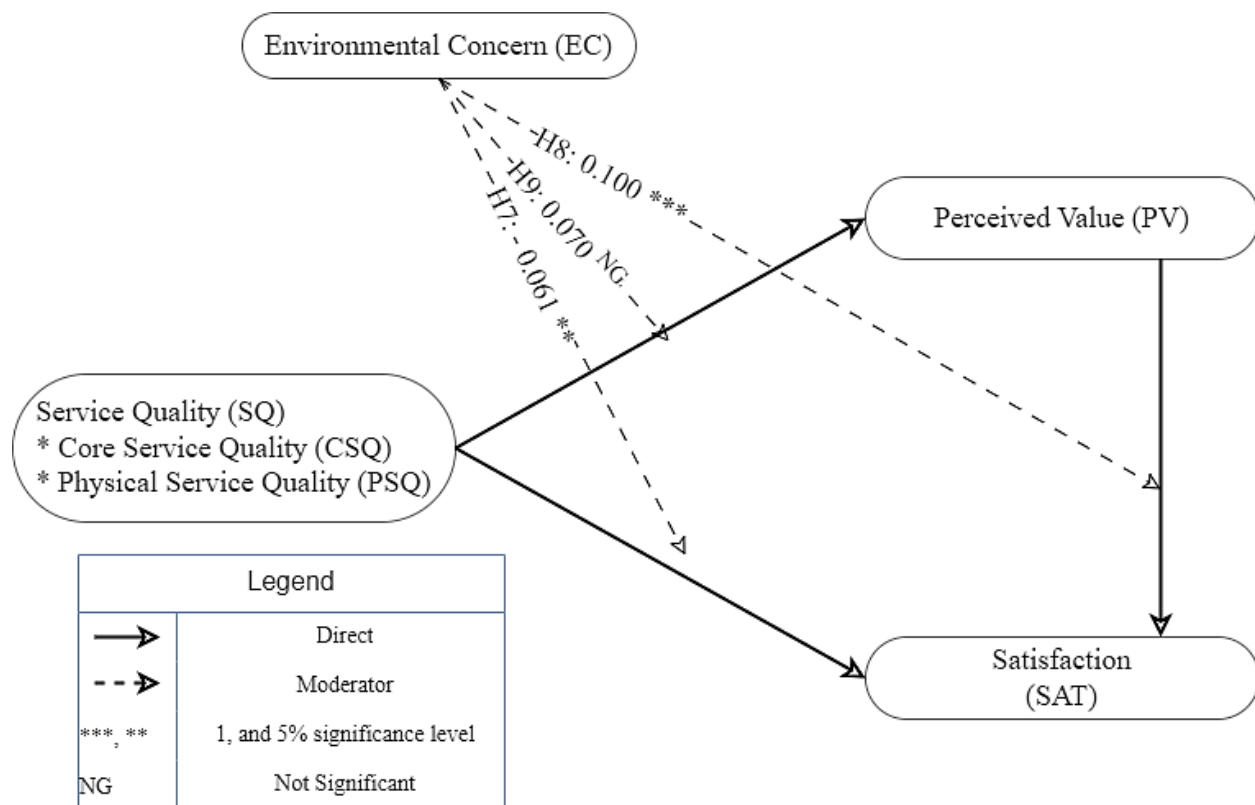 Environmental Concern (EC)
H8: 0.100 ***
H9: 0.070 NG
H7: - 0.061 **
Perceived Value (PV)
Service Quality (SQ)
* Core Service Quality (CSQ)
* Physical Service Quality (PSQ)
Satisfaction
(SAT)
Legend
Direct
Moderator
***, ** 1, and 5% significance level
NG Not Significant